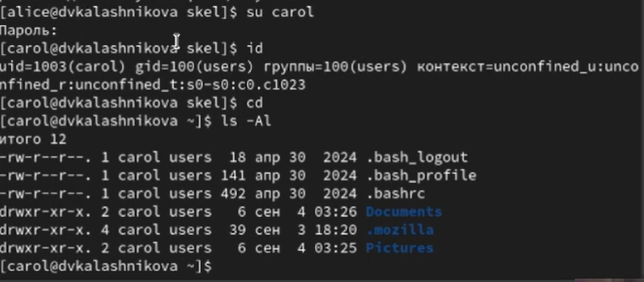 [alice@dvkalashnikova skel]$ su carol
Пароль:
[carol@dvkalashnikova skel]$ id
uid=1003(carol) gid=100(users) группы=100(users) контекст=unconfined_u:unco
nfined_r:unconfined_t:s0-s0:c0.c1023
[carol@dvkalashnikova skel]$ cd
[carol@dvkalashnikova ~]$ ls -Al
итого 12
-rw-r--r--. 1 carol users  18 апр 30  2024 .bash_logout
-rw-r--r--. 1 carol users 141 апр 30  2024 .bash_profile
-rw-r--r--. 1 carol users 492 апр 30  2024 .bashrc
drwxr-xr-x. 2 carol users   6 сен  4 03:26 Documents
drwxr-xr-x. 4 carol users  39 сен  3 18:20 .mozilla
drwxr-xr-x. 2 carol users   6 сен  4 03:25 Pictures
[carol@dvkalashnikova ~]$